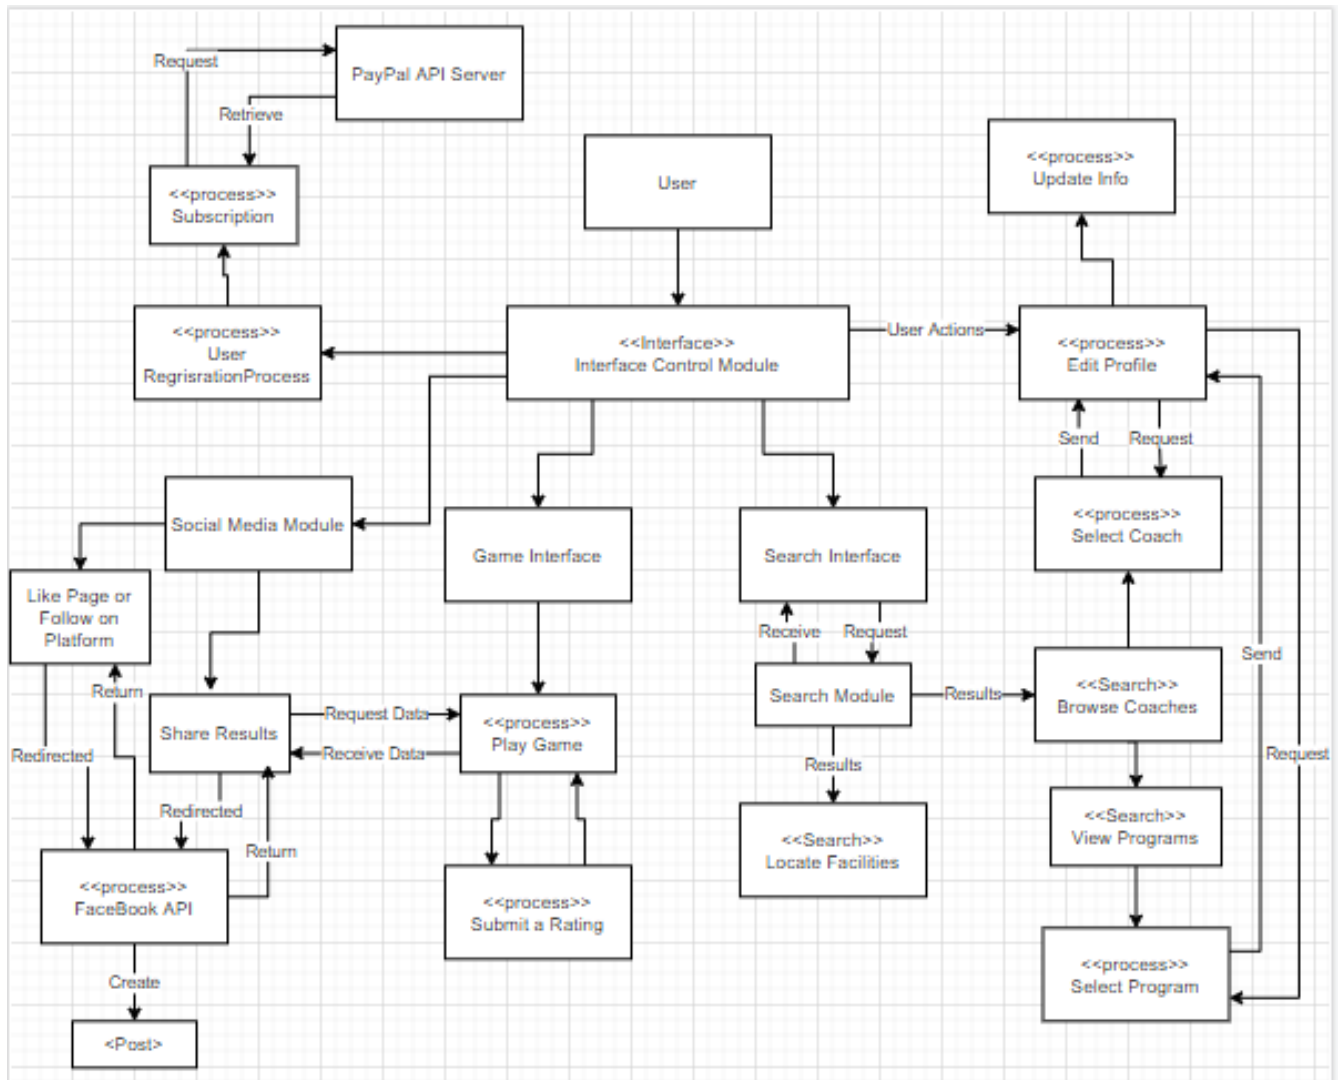 Request
PayPal API Server
Retrieve
<<process>>
Subscription
User
<<process>>
Update Info
<<process>>
User
RegrisrationProcess
<<Interface>>
Interface Control Module
User Actions
<<process>>
Edit Profile
Send
Request
Social Media Module
Game Interface
Search Interface
<<process>>
Select Coach
Like Page or
Follow on
Platform
Receive
Request
Send
Return
Share Results
Request Data
Receive Data
<<process>>
Play Game
Search Module
Results
<<Search>>
Browse Coaches
Redirected
Request
Results
Redirected
Return
<<Search>>
View Programs
<<Search>>
Locate Facilities
<<process>>
FaceBook API
<<process>>
Submit a Rating
<<process>>
Select Program
Create
<Post>